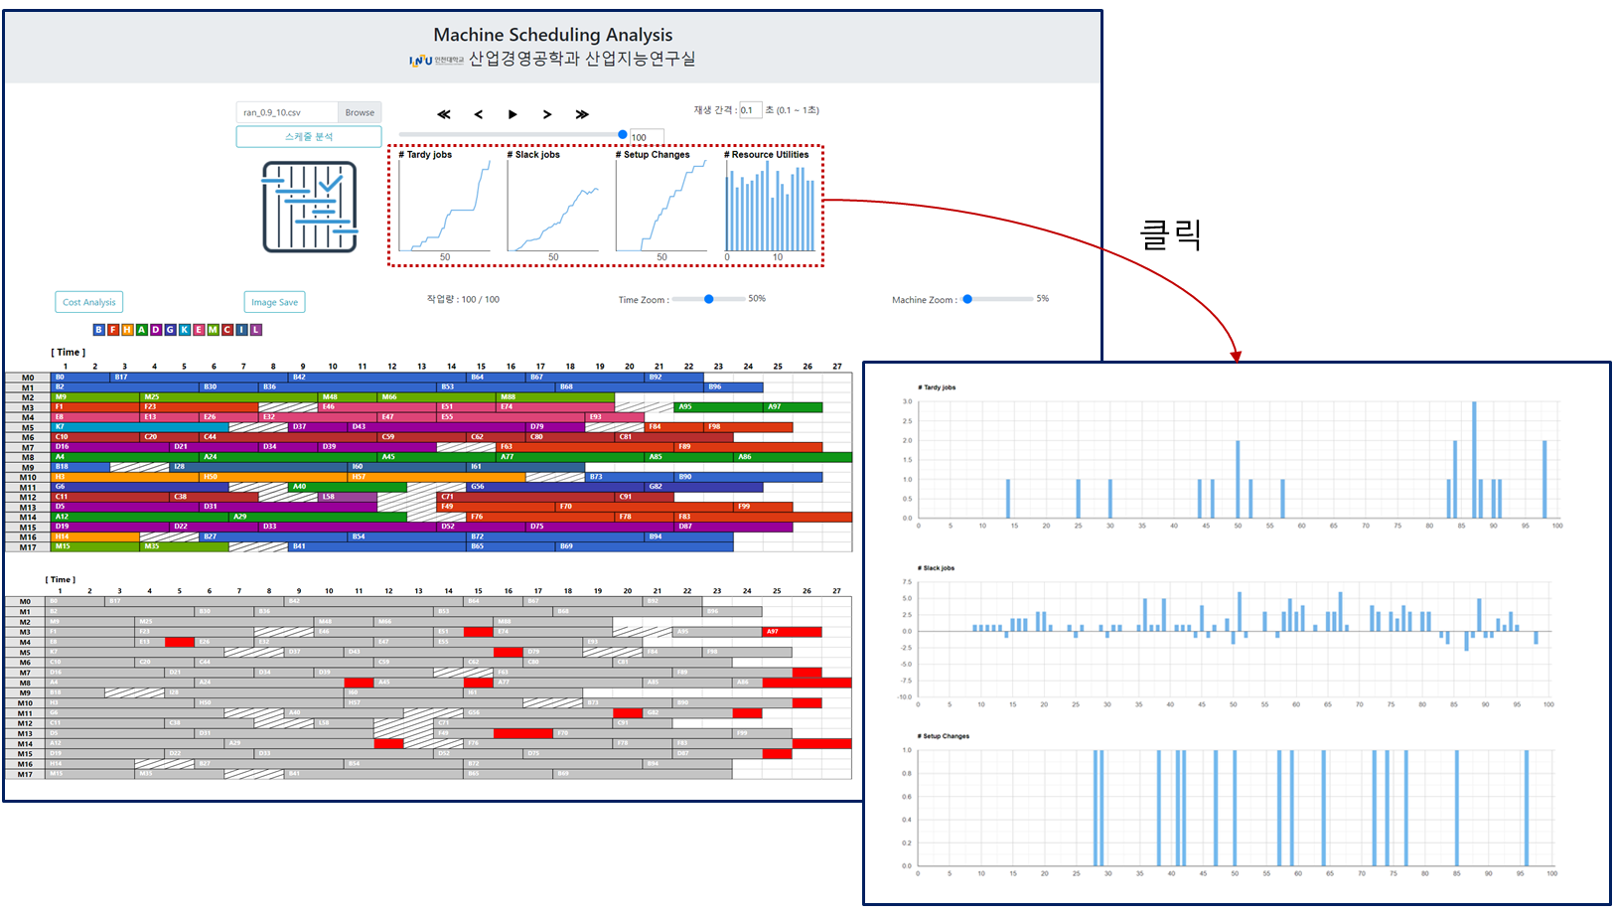 Machine Scheduling Analysis
INU 인천대학교 산업경영공학과 산업지능연구실
ran_0.9_10.csv Browse
스케줄 분석
재생 간격 : 0.1 초 (0.1 ~ 1초)
100
# Tardy jobs # Slack jobs # Setup Changes # Resource Utilities
50 50 50 0 10
클릭
Cost Analysis Image Save 작업량 : 100 / 100 Time Zoom : 50% Machine Zoom : 5%
B F H A D G K E M C I L
[ Time ]
1 2 3 4 5 6 7 8 9 10 11 12 13 14 15 16 17 18 19 20 21 22 23 24 25 26 27
M0 B0 B17 B42 B64 B67 B92
M1 B2 B30 B36 B53 B68 B96
M2 M9 M25 M48 M66 M88
M3 F1 F23 E46 E51 E74 A95 A97
M4 E8 E13 E26 E32 E47 E55 E93
M5 K7 D37 D43 D79 F84 F98
M6 C10 C20 C44 C59 C62 C80 C81
M7 D16 D21 D34 D39 F63 F89
M8 A4 A24 A45 A77 A85 A86
M9 B18 I28 I60 I61
M10 H3 H50 H57 B73 B90
M11 G6 A40 G56 G82
M12 C11 C38 L58 C71 C91
M13 D5 D31 F49 F70 F99
M14 A12 A29 F76 F78 F83
M15 D19 D22 D33 D52 D75 D87
M16 H14 B27 B54 B72 B94
M17 M15 M35 B41 B65 B69
[ Time ]
1 2 3 4 5 6 7 8 9 10 11 12 13 14 15 16 17 18 19 20 21 22 23 24 25 26 27
M0 B0 B17 B42 B64 B67 B92
M1 B2 B30 B36 B53 B68 B96
M2 M9 M25 M48 M66 M88
M3 F1 F23 E46 E51 E74 A95 A97
M4 E8 E13 E26 E32 E47 E55 E93
M5 K7 D37 D43 D79 F84 F98
M6 C10 C20 C44 C59 C62 C80 C81
M7 D16 D21 D34 D39 F63 F89
M8 A4 A24 A45 A77 A85 A86
M9 B18 I28 I60 I61
M10 H3 H50 H57 B73 B90
M11 G6 A40 G56 G82
M12 C11 C38 L58 C71 C91
M13 D5 D31 F49 F70 F99
M14 A12 A29 F76 F78 F83
M15 D19 D22 D33 D52 D75 D87
M16 H14 B27 B54 B72 B94
M17 M15 M35 B41 B65 B69
# Tardy jobs
3.0
2.5
2.0
1.5
1.0
0.5
0.0
0 5 10 15 20 25 30 35 40 45 50 55 60 65 70 75 80 85 90 95 100
# Slack jobs
7.5
5.0
2.5
0.0
-2.5
-5.0
-7.5
-10.0
0 5 10 15 20 25 30 35 40 45 50 55 60 65 70 75 80 85 90 95 100
# Setup Changes
1.0
0.8
0.6
0.4
0.2
0.0
0 5 10 15 20 25 30 35 40 45 50 55 60 65 70 75 80 85 90 95 100